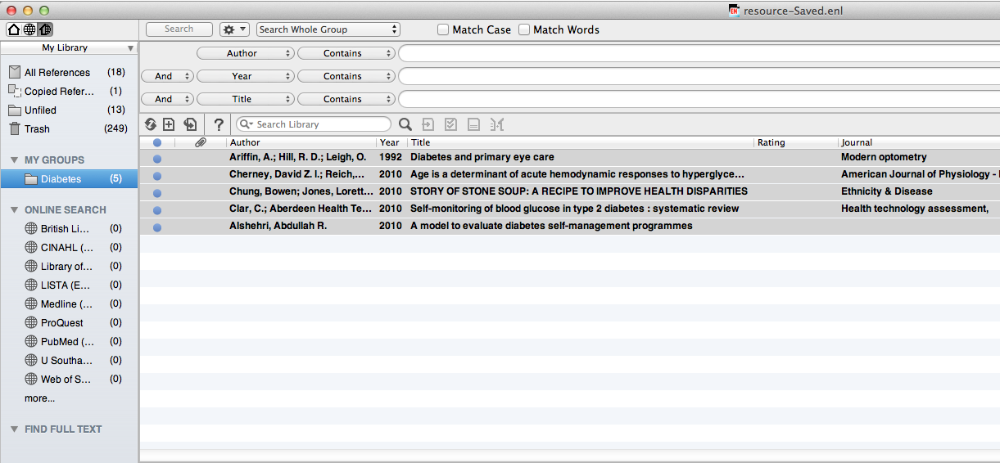 resource-Saved.enl
Search Search Whole Group Match Case Match Words
My Library
Author Contains
And Year Contains
And Title Contains
All References (18)
Copied Refer... (1)
Unfiled (13)
Trash (249)
MY GROUPS
Diabetes (5)
ONLINE SEARCH
British Li... (0)
CINAHL (... (0)
Library of... (0)
LISTA (E... (0)
Medline (... (0)
ProQuest (0)
PubMed (... (0)
U Southa... (0)
Web of S... (0)
more...
FIND FULL TEXT
? Search Library
Author Year Title Rating Journal
Ariffin, A.; Hill, R. D.; Leigh, O. 1992 Diabetes and primary eye care Modern optometry
Cherney, David Z. I.; Reich,... 2010 Age is a determinant of acute hemodynamic responses to hyperglyce... American Journal of Physiology -
Chung, Bowen; Jones, Lorett... 2010 STORY OF STONE SOUP: A RECIPE TO IMPROVE HEALTH DISPARITIES Ethnicity & Disease
Clar, C.; Aberdeen Health Te... 2010 Self-monitoring of blood glucose in type 2 diabetes : systematic review Health technology assessment,
Alshehri, Abdullah R. 2010 A model to evaluate diabetes self-management programmes